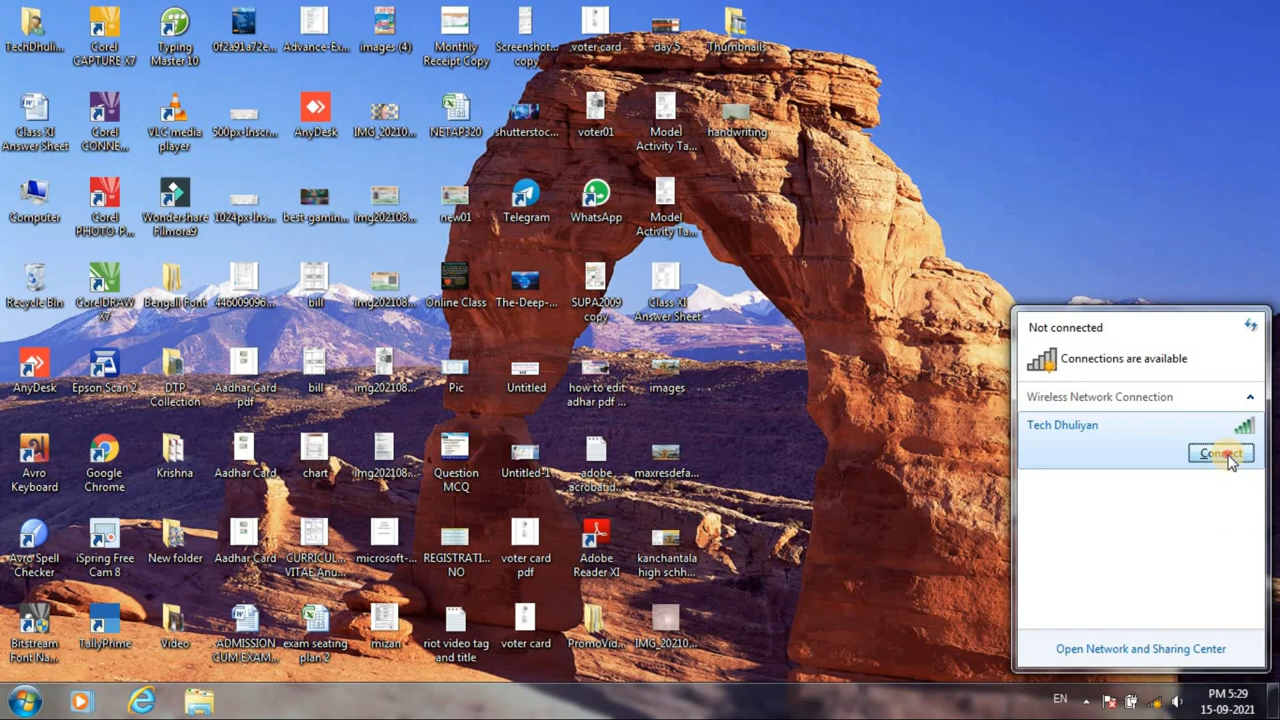 TechDhuli...
Corel
CAPTURE X7
Typing
Master 10
0f2a91a72e...
Advance-Ex...
images (4)
Monthly
Receipt Copy
Screenshot...
copy
voter card
day 5
Thumbnails
Class XI
Answer Sheet
Corel
CONNE...
VLC media
player
500px-Inscr...
AnyDesk
IMG_20210...
NETAP320
shutterstoc...
voter01
Model
Activity Ta...
handwriting
Computer
Corel
PHOTO-P...
Wondershare
Filmora9
1024px-Ins...
best-gamin...
img202108...
new01
Telegram
WhatsApp
Model
Activity Ta...
Recycle Bin
CorelDRAW
X7
Bengali Font
446009096...
bill
img202108...
Online Class
The-Deep-...
SUPA2009
copy
Class XI
Answer Sheet
AnyDesk
Epson Scan 2
DTP
Collection
Aadhar Card
pdf
bill
img202108...
Pic
Untitled
how to edit
adhar pdf ...
images
Avro
Keyboard
Google
Chrome
Krishna
Aadhar Card
chart
img202108...
Question
MCQ
Untitled-1
adobe
acrobat d...
maxresdefa...
Avro Spell
Checker
iSpring Free
Cam 8
New folder
Aadhar Card
CURRICUL...
VITAE Anu...
microsoft-...
REGISTRATI...
NO
voter card
pdf
Adobe
Reader XI
kanchantala
high schh...
Bitstream
Font Na...
TallyPrime
Video
ADMISSION
CUM EXAM...
exam seating
plan 2
mizan
riot video tag
and title
voter card
PromoVid...
IMG_20210...
Not connected
Connections are available
Wireless Network Connection
Tech Dhuliyan
Connect
Open Network and Sharing Center
EN
PM 5:29
15-09-2021